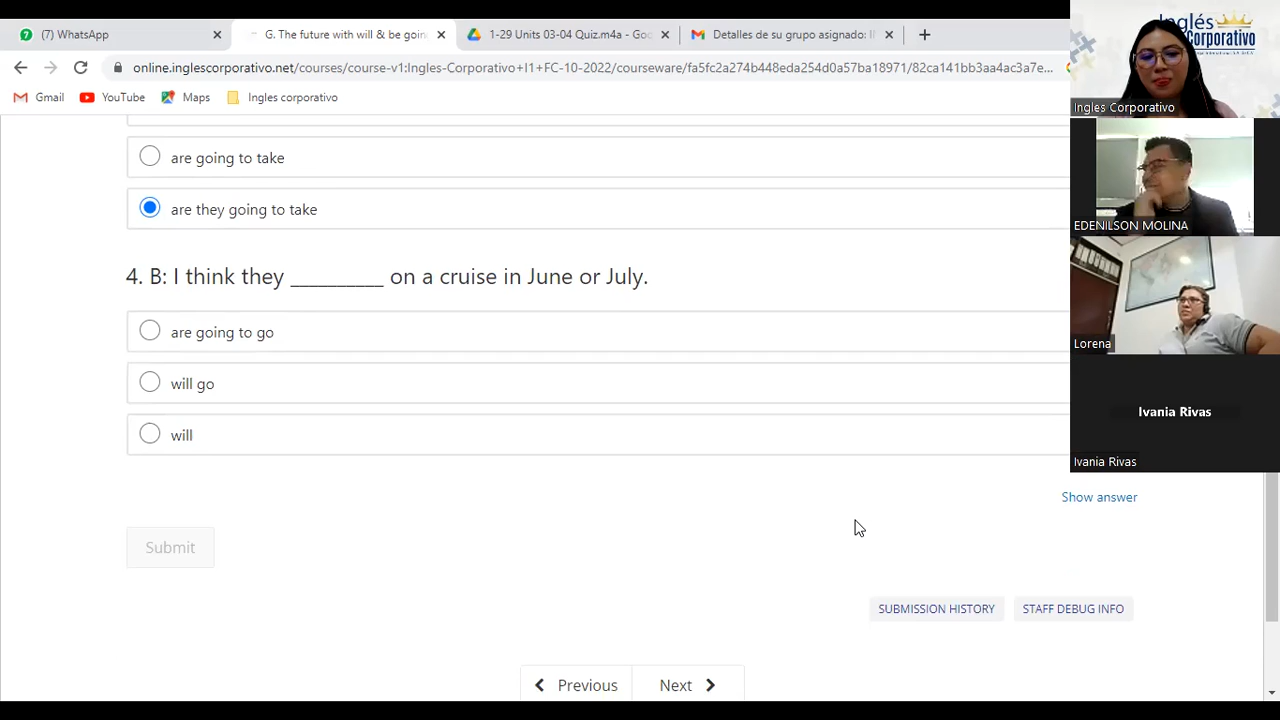 (7) WhatsApp
G. The future with will & be goin
1-29 Unid 03-04 Quiz.m4a - Goo
Detalles de su grupo asignado: I
online.inglescorporativo.net/courses/course-v1:Ingles-Corporativo+I11-FC-10-2022/courseware/fa5fc2a274b448eda254d0a57ba18971/82ca141bb3aa4ac3a7e...
Gmail
YouTube
Maps
Ingles corporativo
are going to take
are they going to take
4. B: I think they __________ on a cruise in June or July.
are going to go
will go
will
Show answer
Submit
SUBMISSION HISTORY
STAFF DEBUG INFO
Previous
Next
Inglés
Corporativo
Ingles Corporativo
EDENILSON MOLINA
Lorena
Ivania Rivas
Ivania Rivas